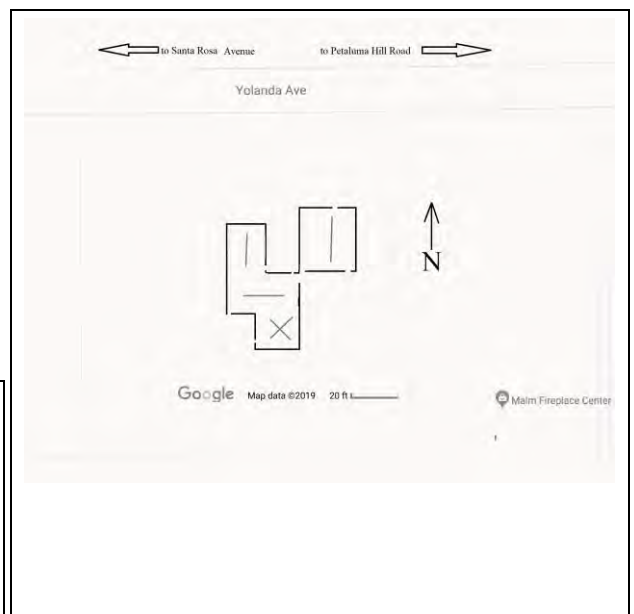 to Santa Rosa Avenue to Petaluma Hill Road
Yolanda Ave
N
Google Map data ©2019 20 ft
Malm Fireplace Center